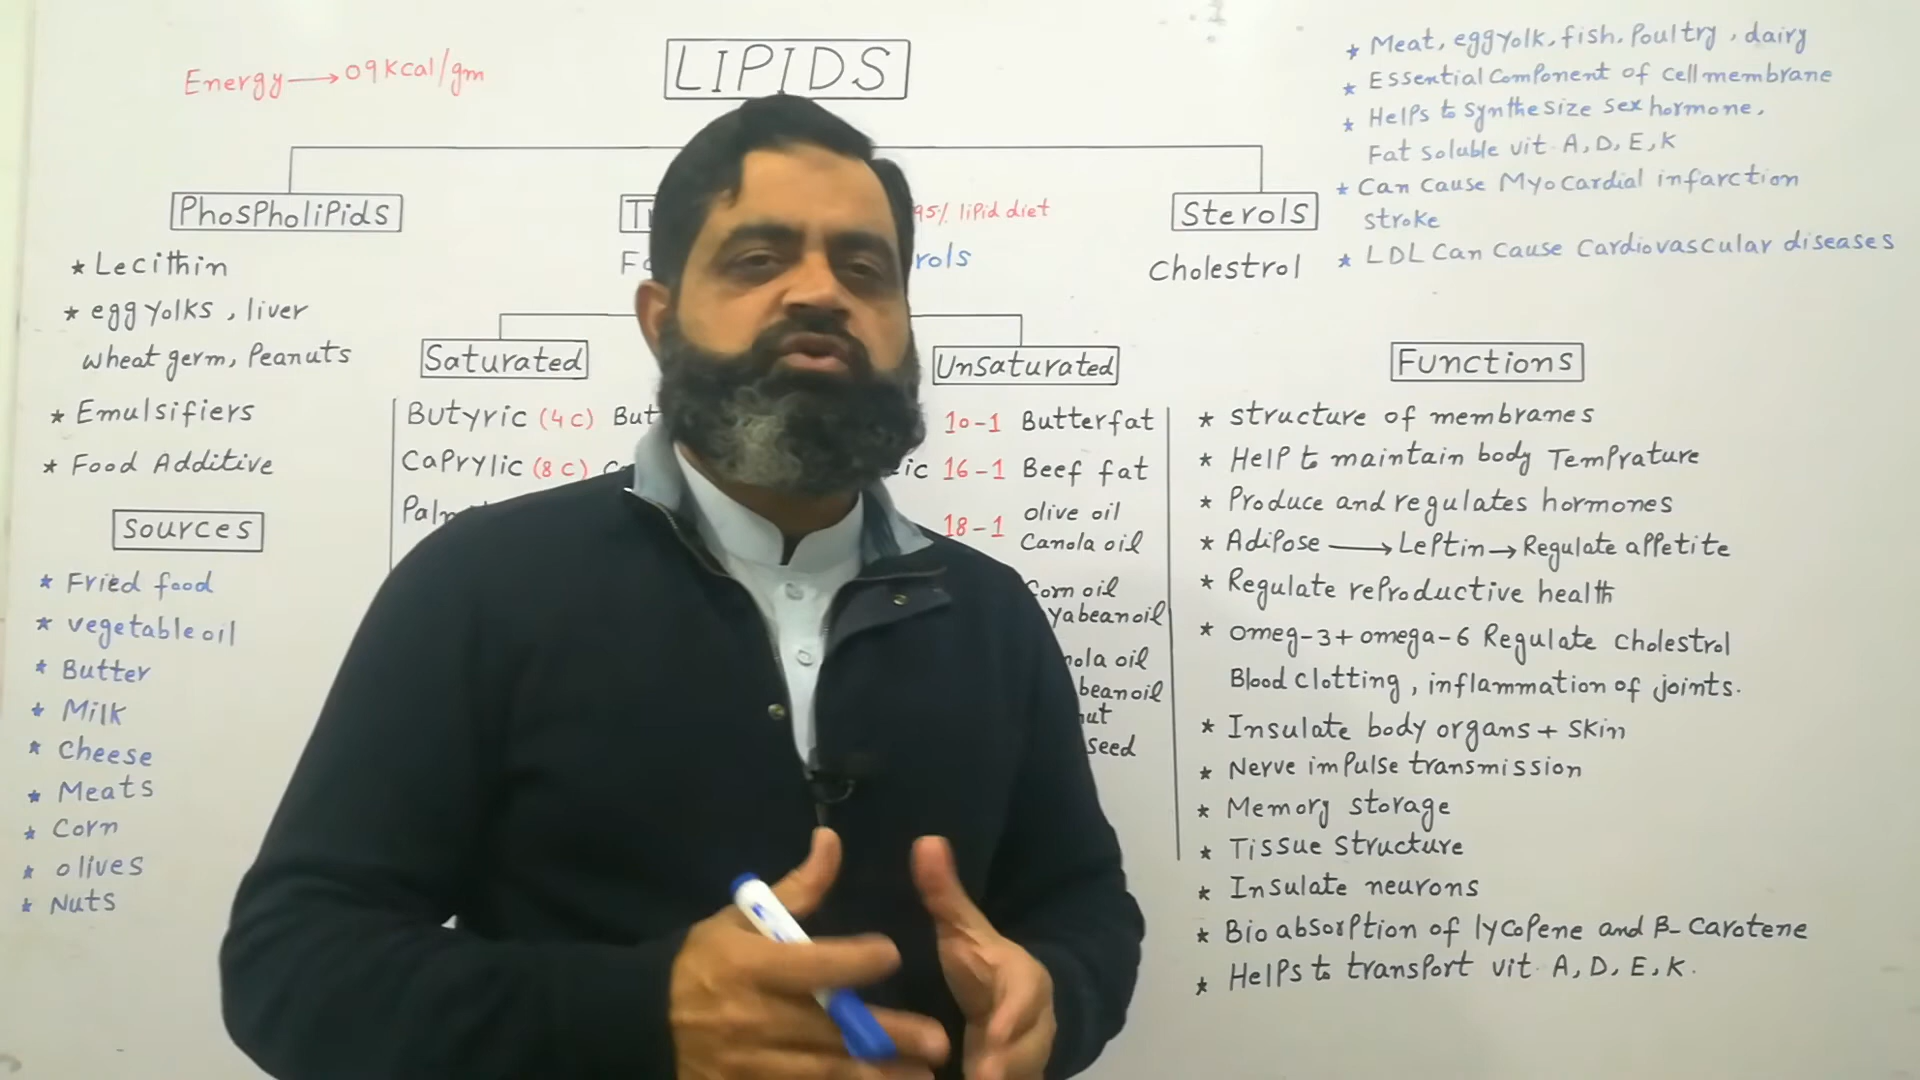 LIPIDS
Energy → 09 Kcal/gm
Phospholipids
* Lecithin
* egg yolks, liver
wheat germ, Peanuts
* Emulsifiers
* Food Additive
Sources
* Fried food
* vegetable oil
* Butter
* Milk
* cheese
* Meats
* Corn
* olives
* Nuts
95% lipid diet
Saturated
Butyric (4c)
Caprylic (8c)
Unsaturated
10-1 Butterfat
16-1 Beef fat
18-1 olive oil
Canola oil
Corn oil
Sterols
Cholestrol
* Meat, egg yolk, fish, Poultry, dairy
* Essential Component of cell membrane
* Helps to synthesize sex hormone,
Fat soluble vit A, D, E, K
* Can cause Myocardial infarction
stroke
* LDL Can Cause Cardiovascular diseases
Functions
* structure of membranes
* Help to maintain body Temprature
* Produce and regulates hormones
* Adipose → Leptin → Regulate appetite
* Regulate reproductive health
* omeg-3 + omega-6 Regulate cholestrol
Blood clotting, inflammation of joints.
* Insulate body organs + skin
* Nerve impulse transmission
* Memory storage
* Tissue structure
* Insulate neurons
* Bio absorption of lycopene and β-carotene
* Helps to transport vit A, D, E, K.